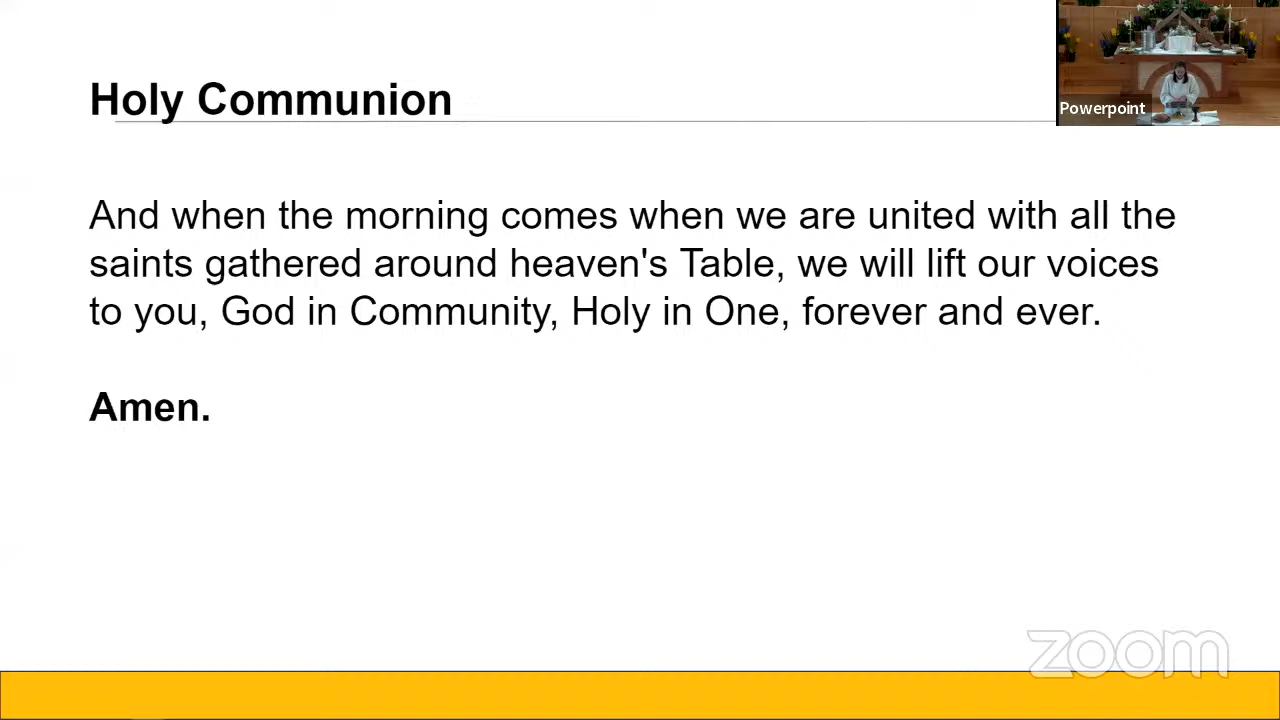 Holy Communion
Powerpoint
And when the morning comes when we are united with all the
saints gathered around heaven's Table, we will lift our voices
to you, God in Community, Holy in One, forever and ever.
Amen.
zoom